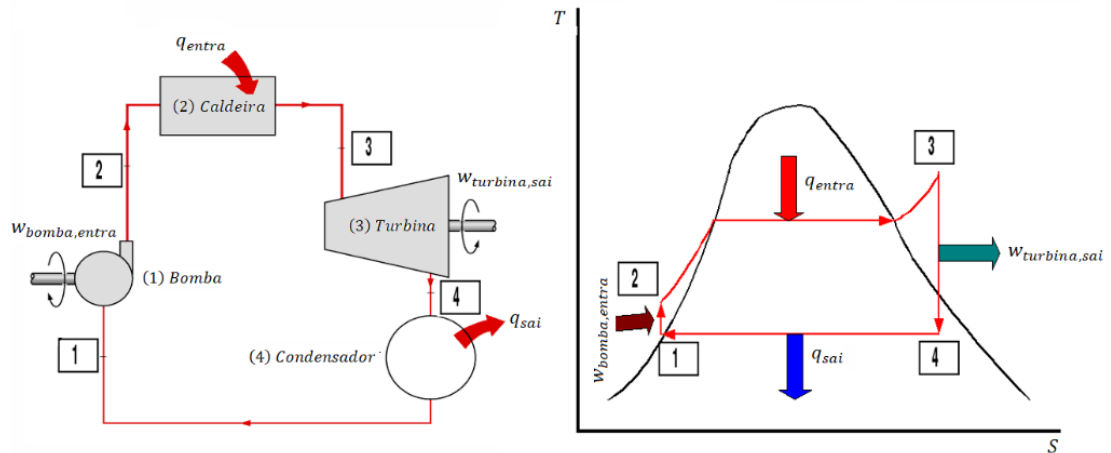 q_entra
(2) Caldeira
2
3
w_turbina,sai
w_bomba,entra
(3) Turbina
(1) Bomba
4
q_sai
1
(4) Condensador
T
3
q_entra
w_turbina,sai
2
w_bomba,entra
1
q_sai
4
S